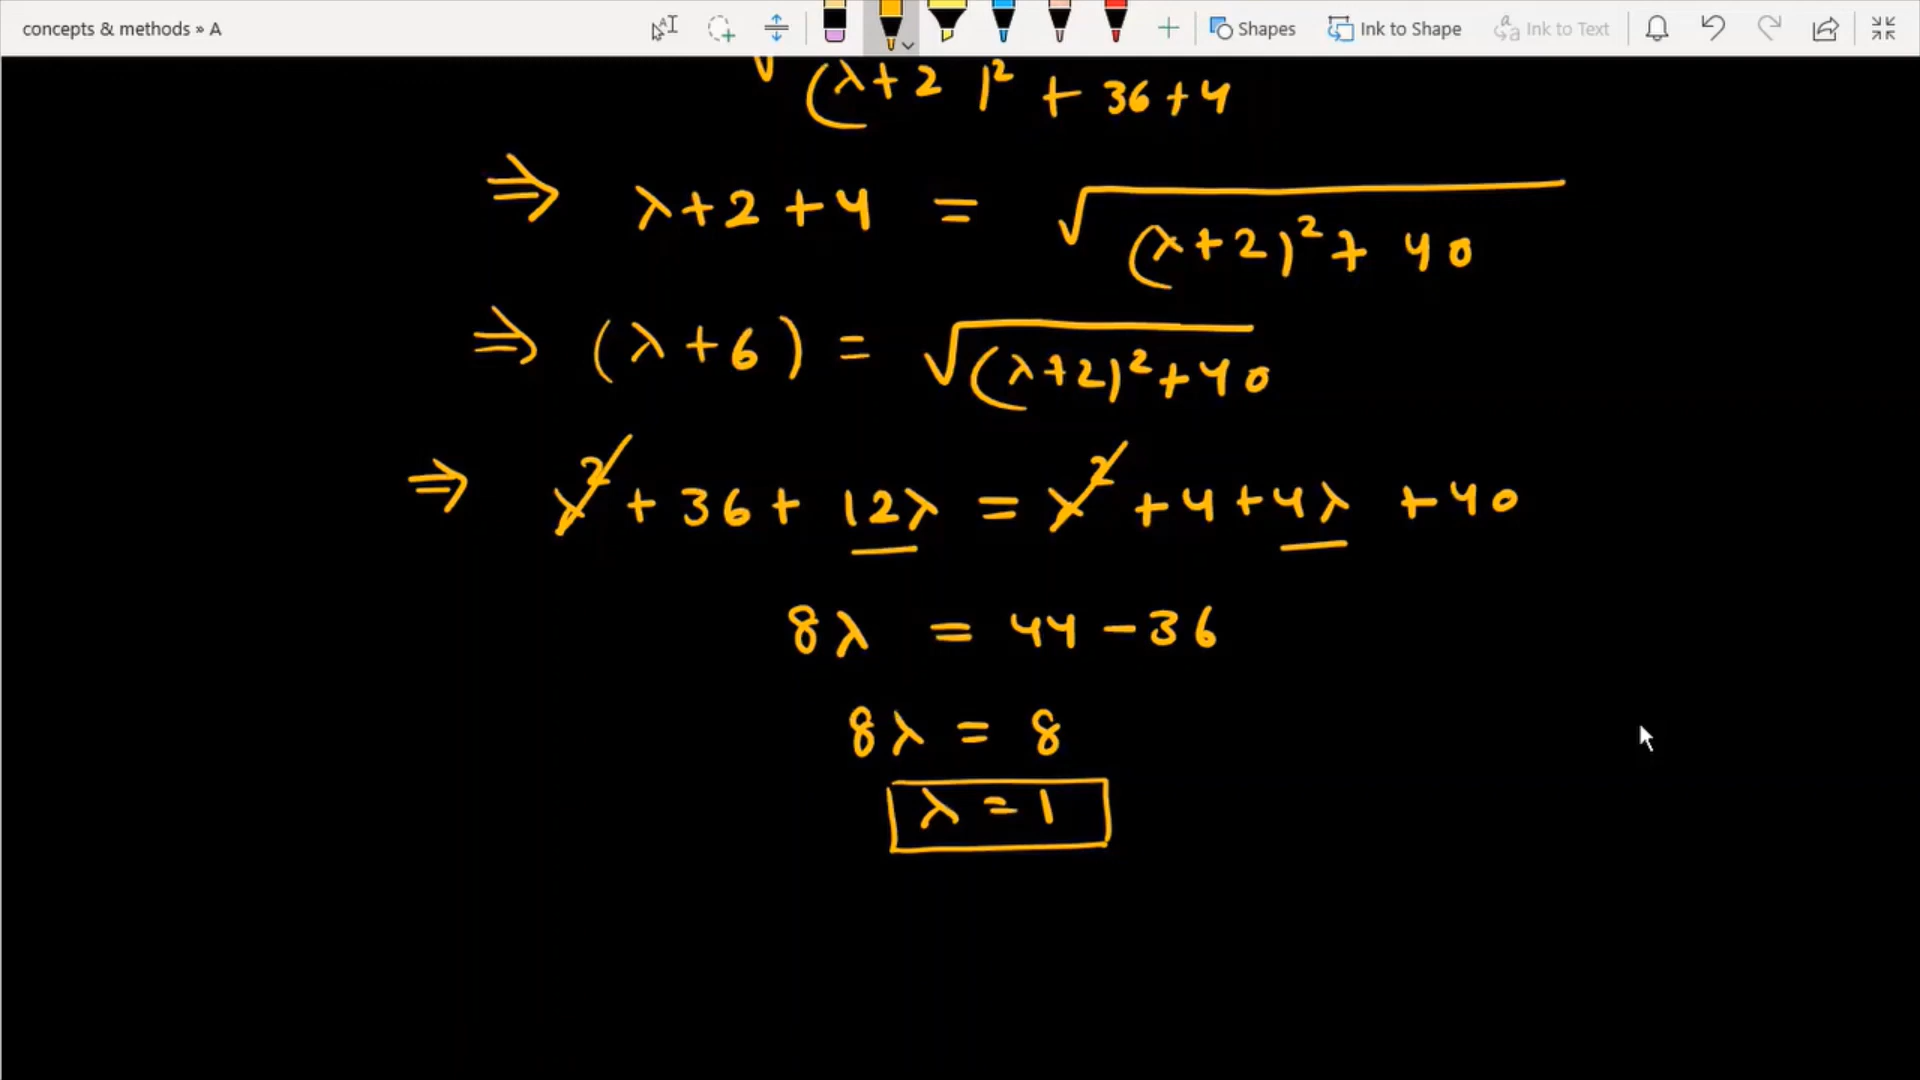 concepts & methods » A
Shapes
Ink to Shape
Ink to Text
√(λ+2)² + 36+4
⇒ λ+2+4 = √(λ+2)²+ 40
⇒ (λ+6) = √(λ+2)²+40
⇒ λ² + 36 + 12λ = λ² +4+4λ +40
8λ = 44-36
8λ = 8
λ = 1